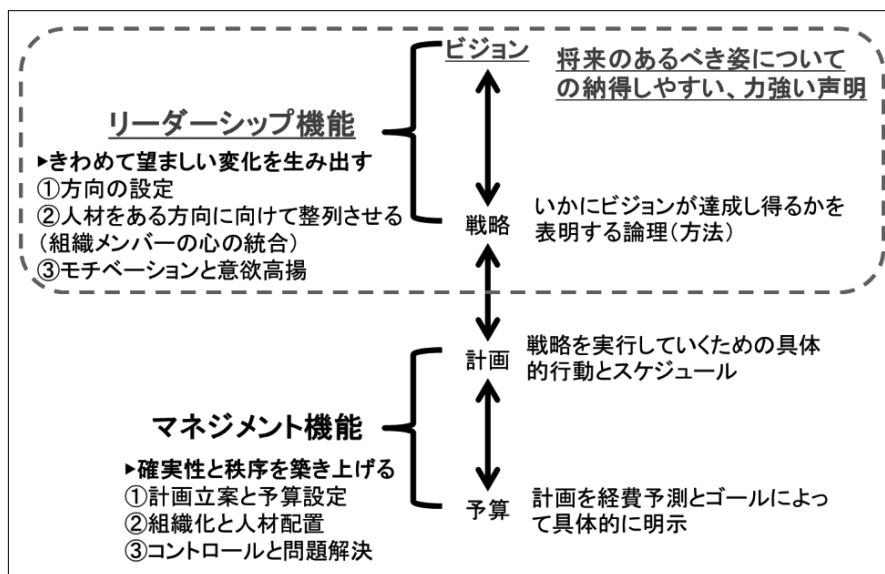 ビジョン
将来のあるべき姿について
の納得しやすい、力強い声明
リーダーシップ機能
▶きわめて望ましい変化を生み出す
①方向の設定
②人材をある方向に向けて整列させる
（組織メンバーの心の統合）
③モチベーションと意欲高揚
戦略
いかにビジョンが達成し得るかを
表明する論理（方法）
計画
戦略を実行していくための具体
的行動とスケジュール
マネジメント機能
▶確実性と秩序を築き上げる
①計画立案と予算設定
②組織化と人材配置
③コントロールと問題解決
予算
計画を経費予測とゴールによっ
て具体的に明示